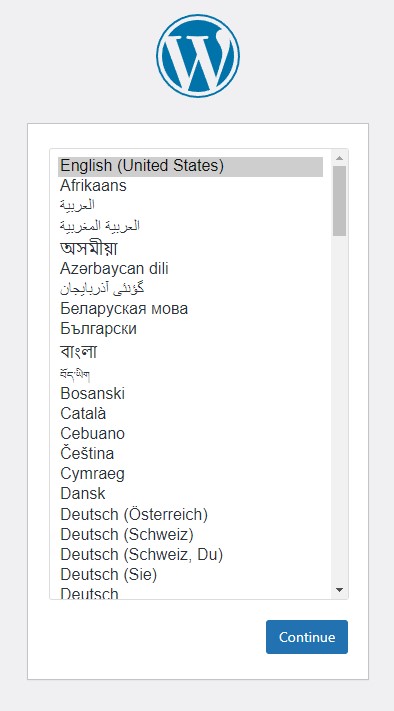 English (United States)
Afrikaans
العربية
العربية المغربية
অসমীয়া
Azərbaycan dili
گؤنئی آذربایجان
Беларуская мова
Български
বাংলা
བོད་ཡིག
Bosanski
Català
Cebuano
Čeština
Cymraeg
Dansk
Deutsch (Österreich)
Deutsch (Schweiz)
Deutsch (Schweiz, Du)
Deutsch (Sie)
Deutsch
Continue